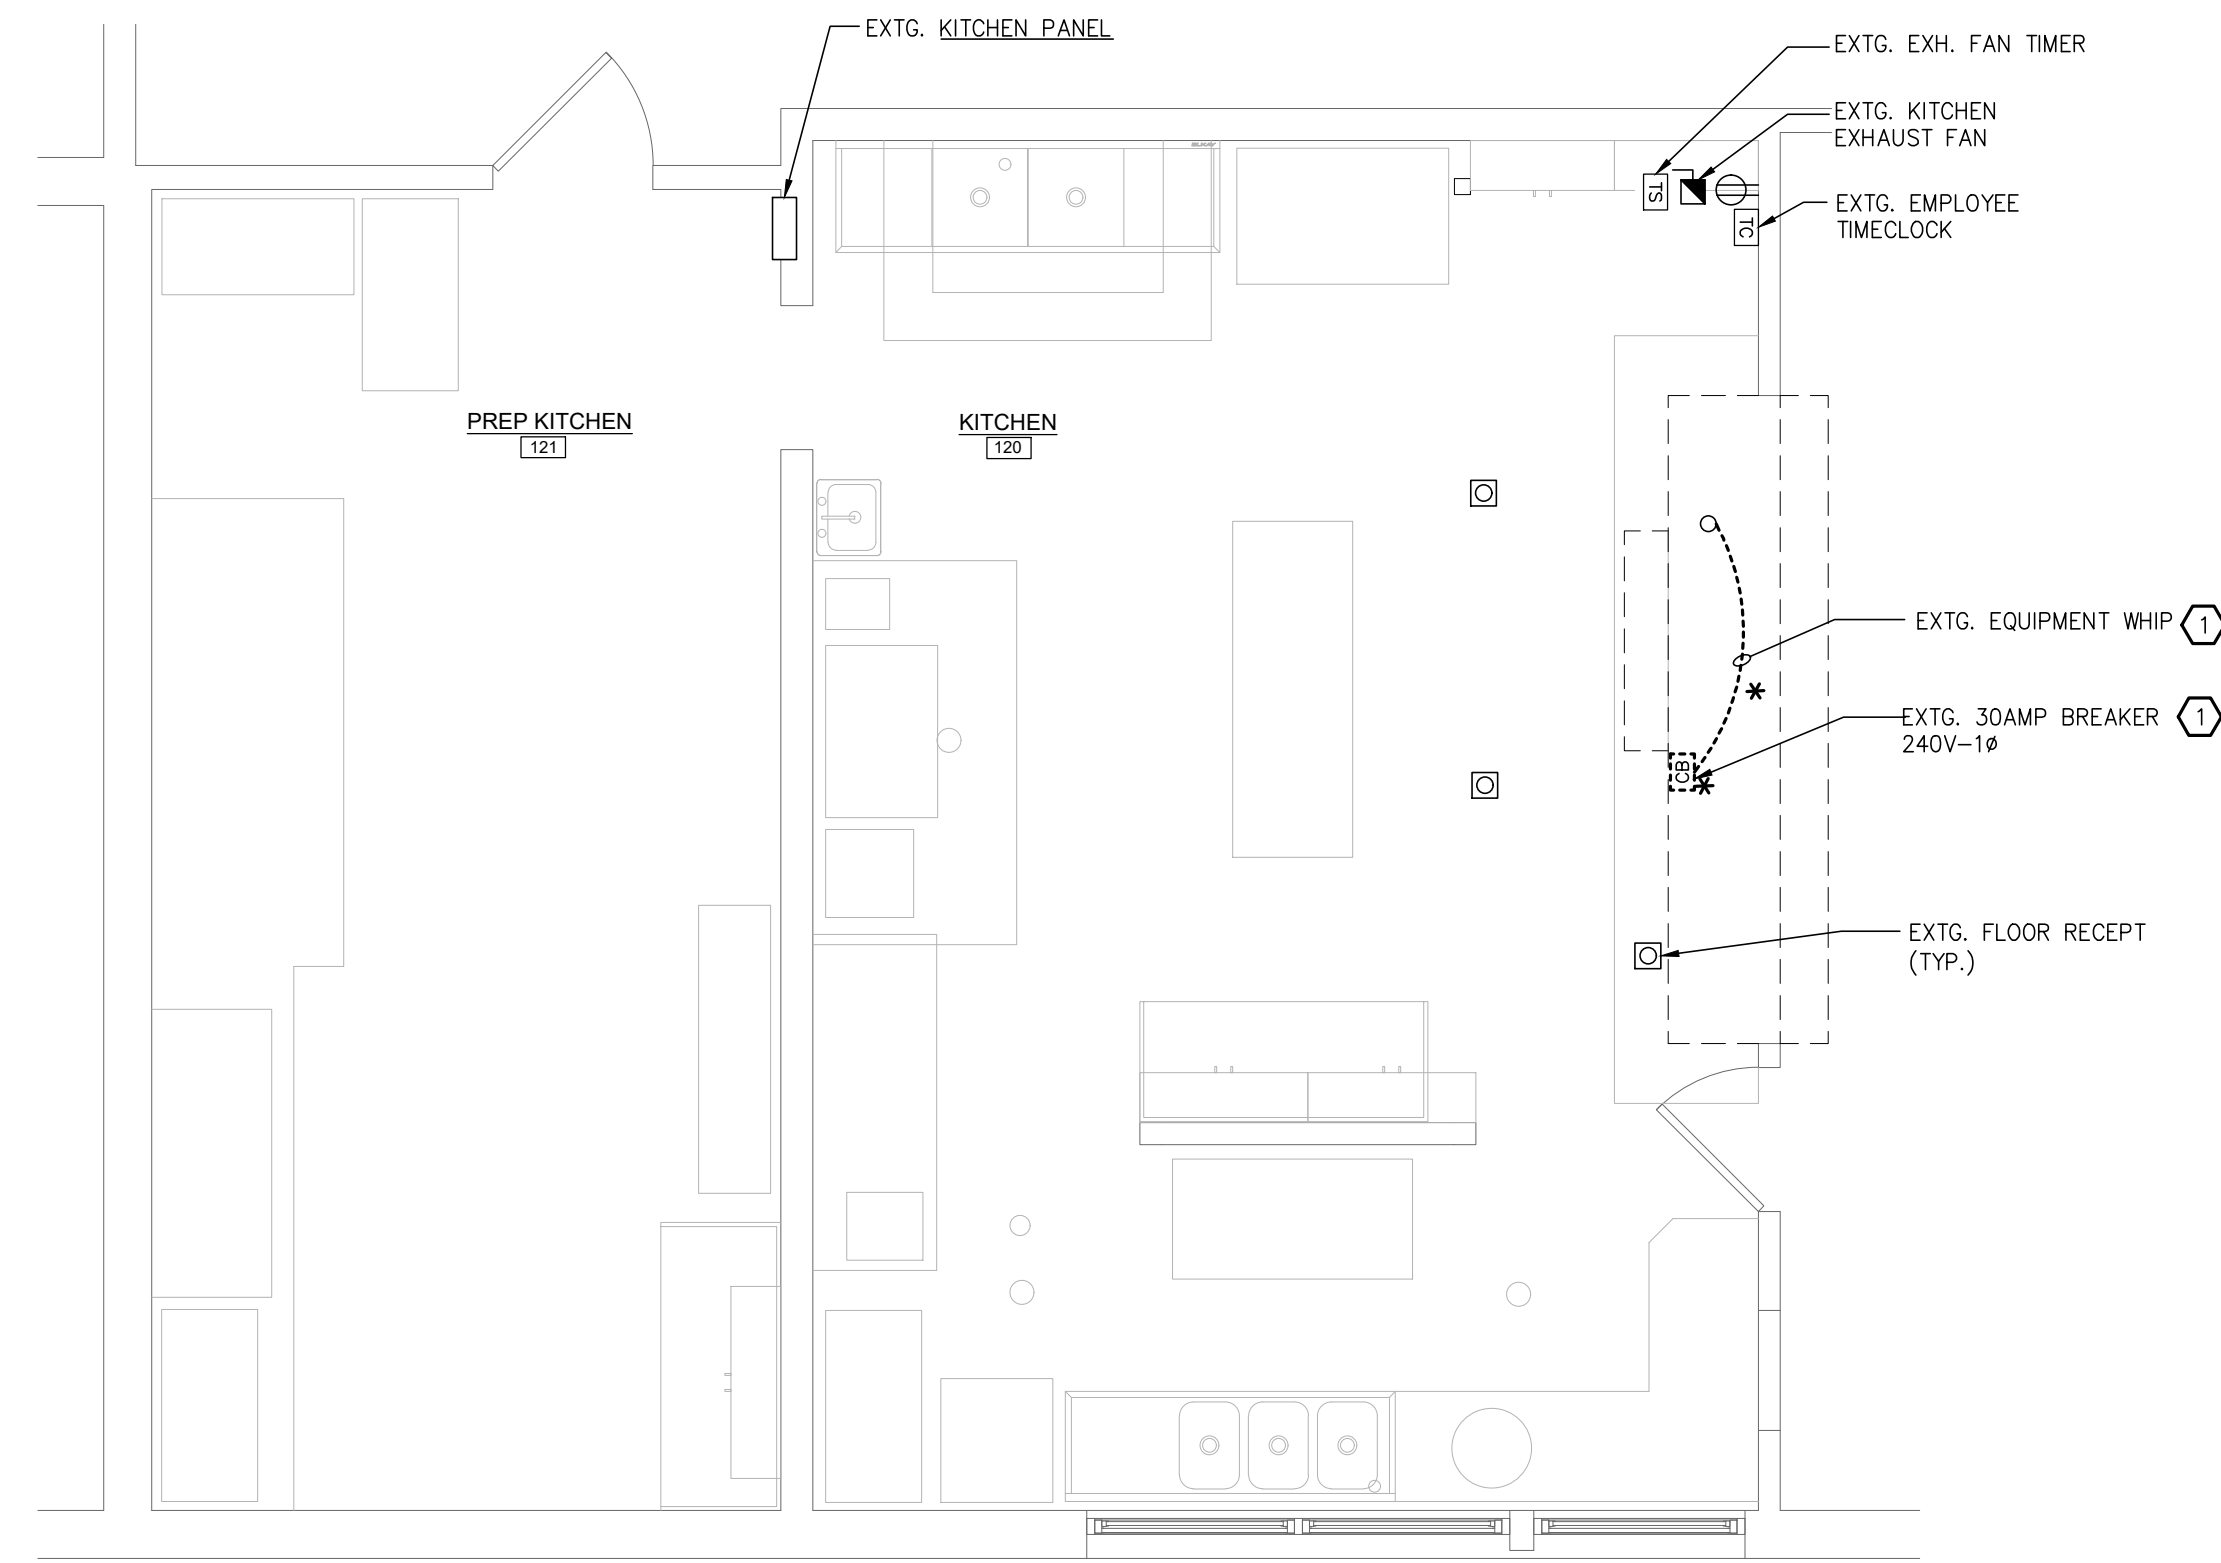 EXTG. KITCHEN PANEL
EXTG. EXH. FAN TIMER
EXTG. KITCHEN
EXHAUST FAN
TS
TC
EXTG. EMPLOYEE
TIMECLOCK
ELKAY
PREP KITCHEN
121
KITCHEN
120
EXTG. EQUIPMENT WHIP 1
EXTG. 30AMP BREAKER 1
240V-1ø
CB
EXTG. FLOOR RECEPT
(TYP.)